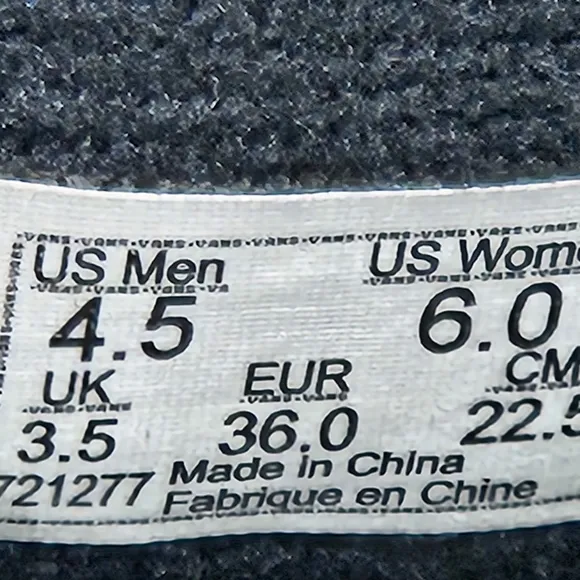 US Men US Wom
4.5 6.0
UK EUR CM
3.5 36.0 22.5
721277 Made in China
Fabrique en Chine